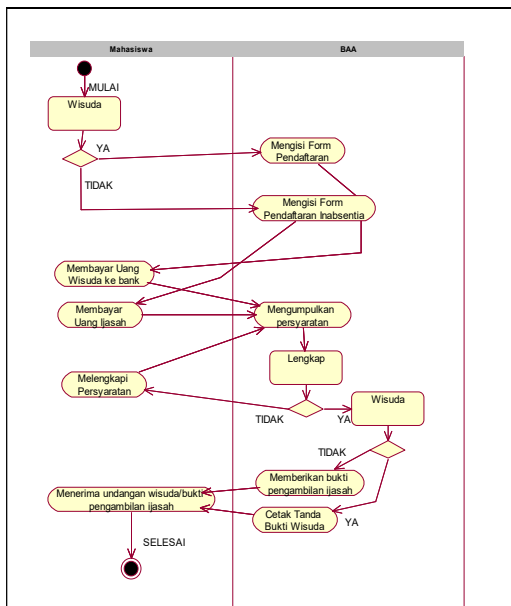 Mahasiswa
BAA
MULAI
Wisuda
YA
TIDAK
Mengisi Form
Pendaftaran
Mengisi Form
Pendaftaran Inabsentia
Membayar Uang
Wisuda ke bank
Membayar
Uang Ijasah
Mengumpulkan
persyaratan
Lengkap
Melengkapi
Persyaratan
TIDAK
YA
Wisuda
TIDAK
Memberikan bukti
pengambilan ijasah
Menerima undangan wisuda/bukti
pengambilan ijasah
Cetak Tanda
Bukti Wisuda
YA
SELESAI